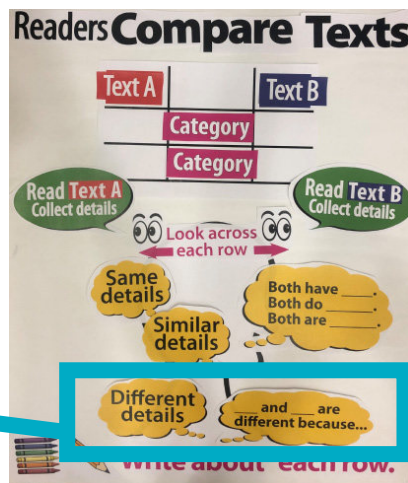 Readers Compare Texts
Text A Text B
Category
Category
Read Text A
Collect details
Read Text B
Collect details
Look across
each row
Same
details
Similar
details
Both have ____.
Both do ____.
Both are ____.
Different
details
___ and ___ are
different because...
Write about each row.